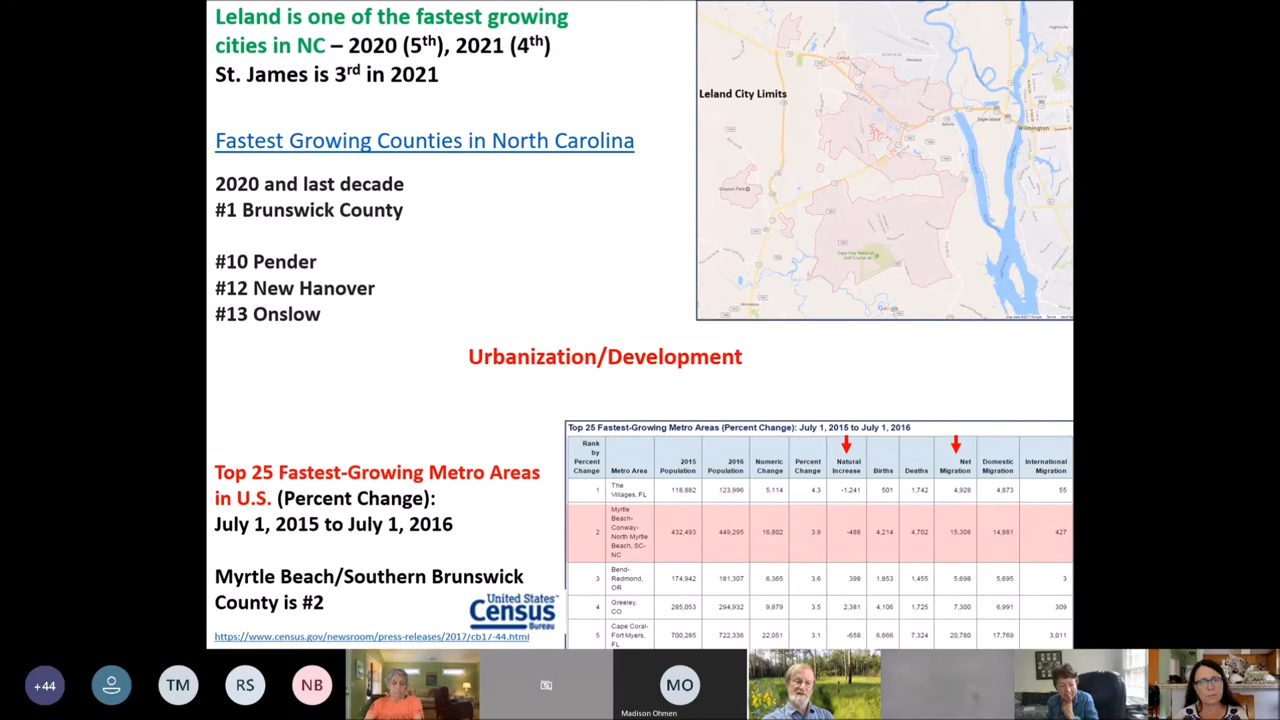 Leland is one of the fastest growing
cities in NC – 2020 (5th), 2021 (4th)
St. James is 3rd in 2021
Fastest Growing Counties in North Carolina
2020 and last decade
#1 Brunswick County
#10 Pender
#12 New Hanover
#13 Onslow
Leland City Limits
Wilmington
Urbanization/Development
Top 25 Fastest-Growing Metro Areas
in U.S. (Percent Change):
July 1, 2015 to July 1, 2016
Myrtle Beach/Southern Brunswick
County is #2
United States
Census
Bureau
Top 25 Fastest-Growing Metro Areas (Percent Change): July 1, 2015 to July 1, 2016
Rank by Percent Change Metro Area 2015 Population 2016 Population Numeric Change Percent Change Natural Increase Births Deaths Net Migration Domestic Migration International Migration
1 The Villages, FL 118,882 123,996 5,114 4.3 -1,241 501 1,742 4,928 4,873 55
2 Myrtle Beach-Conway-North Myrtle Beach, SC-NC 432,493 449,295 16,802 3.9 -488 4,214 4,702 15,308 14,881 427
3 Bend-Redmond, OR 174,942 181,307 6,365 3.6 398 1,853 1,455 5,698 5,695 3
4 Greeley, CO 285,053 294,932 9,879 3.5 2,381 4,106 1,725 7,300 6,991 309
5 Cape Coral-Fort Myers, FL 700,285 722,336 22,051 3.1 -658 6,666 7,324 20,780 17,769 3,011
+44
TM
RS
NB
MO
Madison Ohmen